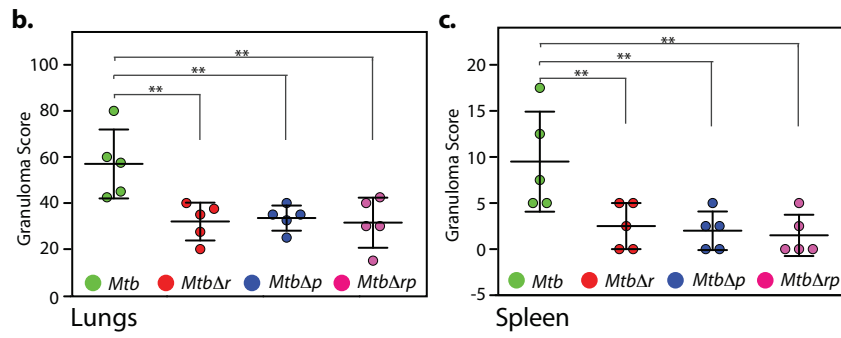 b.
100
80
60
40
20
0
Granuloma Score
**
**
**
Mtb MtbΔr MtbΔp MtbΔrp
Lungs
c.
20
15
10
5
0
-5
Granuloma Score
**
**
**
Mtb MtbΔr MtbΔp MtbΔrp
Spleen